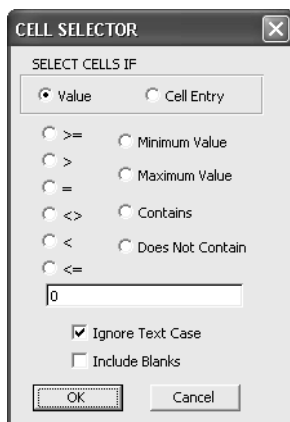 CELL SELECTOR
SELECT CELLS IF
Value Cell Entry
>= Minimum Value
> Maximum Value
=
<> Contains
< Does Not Contain
<=
0
Ignore Text Case
Include Blanks
OK Cancel